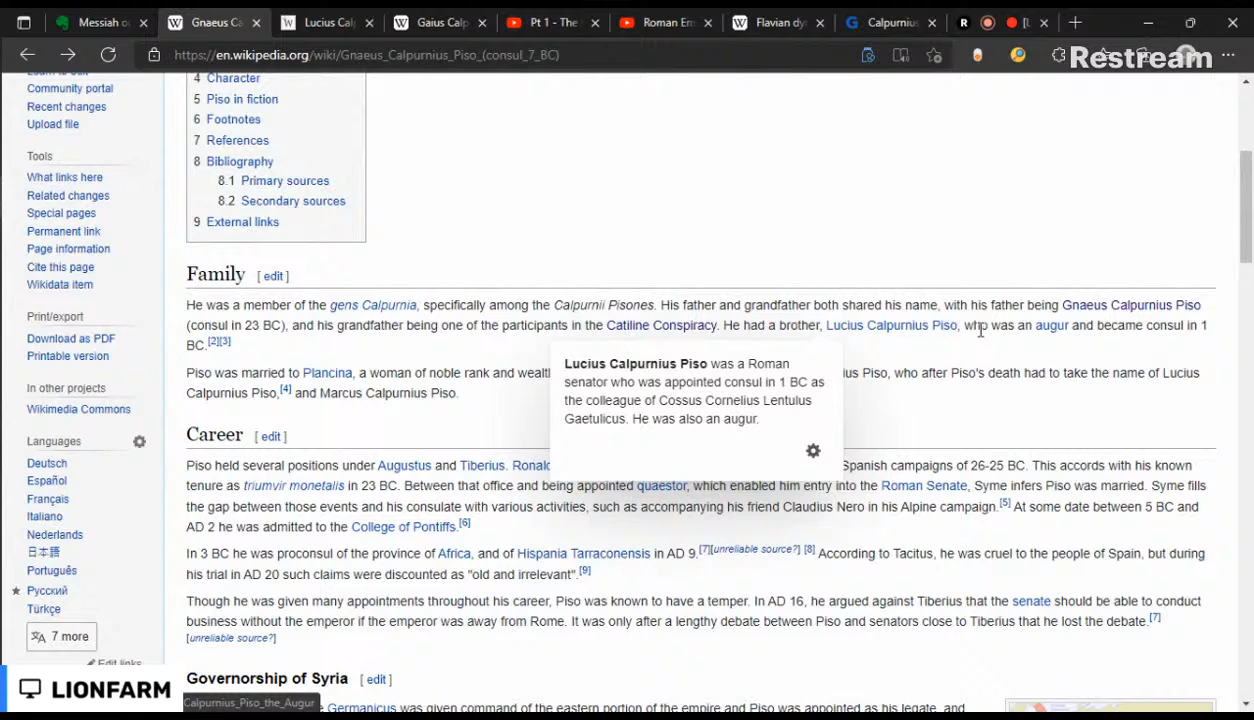 Messiah o
Gnaeus Ca
Lucius Cal
Gaius Calp
Pt 1 - The
Roman Em
Flavian dy
Calpurnius
https://en.wikipedia.org/wiki/Gnaeus_Calpurnius_Piso_(consul_7_BC)
Restream
Community portal
Recent changes
Upload file
Tools
What links here
Related changes
Special pages
Permanent link
Page information
Cite this page
Wikidata item
Print/export
Download as PDF
Printable version
In other projects
Wikimedia Commons
Languages
Deutsch
Español
Français
Italiano
Nederlands
日本語
Português
Русский
Türkçe
7 more
Edit links
4 Character
5 Piso in fiction
6 Footnotes
7 References
8 Bibliography
8.1 Primary sources
8.2 Secondary sources
9 External links
Family [ edit ]
He was a member of the gens Calpurnia, specifically among the Calpurnii Pisones. His father and grandfather both shared his name, with his father being Gnaeus Calpurnius Piso
(consul in 23 BC), and his grandfather being one of the participants in the Catiline Conspiracy. He had a brother, Lucius Calpurnius Piso, who was an augur and became consul in 1
BC.[2][3]
Piso was married to Plancina, a woman of noble rank and wealt
ius Piso, who after Piso's death had to take the name of Lucius
Calpurnius Piso,[4] and Marcus Calpurnius Piso.
Lucius Calpurnius Piso was a Roman
senator who was appointed consul in 1 BC as
the colleague of Cossus Cornelius Lentulus
Gaetulicus. He was also an augur.
Career [ edit ]
Piso held several positions under Augustus and Tiberius. Ronald
Spanish campaigns of 26-25 BC. This accords with his known
tenure as triumvir monetalis in 23 BC. Between that office and being appointed quaestor, which enabled him entry into the Roman Senate, Syme infers Piso was married. Syme fills
the gap between those events and his consulate with various activities, such as accompanying his friend Claudius Nero in his Alpine campaign.[5] At some date between 5 BC and
AD 2 he was admitted to the College of Pontiffs.[6]
In 3 BC he was proconsul of the province of Africa, and of Hispania Tarraconensis in AD 9.[7][unreliable source?] [8] According to Tacitus, he was cruel to the people of Spain, but during
his trial in AD 20 such claims were discounted as "old and irrelevant".[9]
Though he was given many appointments throughout his career, Piso was known to have a temper. In AD 16, he argued against Tiberius that the senate should be able to conduct
business without the emperor if the emperor was away from Rome. It was only after a lengthy debate between Piso and senators close to Tiberius that he lost the debate.[7]
[unreliable source?]
Governorship of Syria [ edit ]
Germanicus was given command of the eastern portion of the empire and Piso was appointed as his legate, and
LIONFARM
Calpurnius_Piso_the_Augur